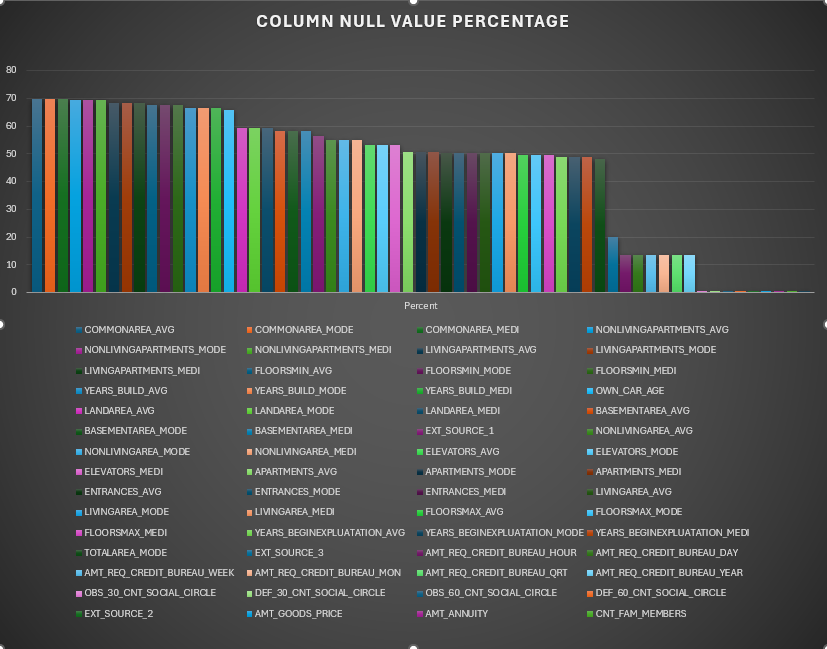 COLUMN NULL VALUE PERCENTAGE
80
70
60
50
40
30
20
10
0
Percent
COMMONAREA_AVG COMMONAREA_MODE COMMONAREA_MEDI NONLIVINGAPARTMENTS_AVG
NONLIVINGAPARTMENTS_MODE NONLIVINGAPARTMENTS_MEDI LIVINGAPARTMENTS_AVG LIVINGAPARTMENTS_MODE
LIVINGAPARTMENTS_MEDI FLOORSMIN_AVG FLOORSMIN_MODE FLOORSMIN_MEDI
YEARS_BUILD_AVG YEARS_BUILD_MODE YEARS_BUILD_MEDI OWN_CAR_AGE
LANDAREA_AVG LANDAREA_MODE LANDAREA_MEDI BASEMENTAREA_AVG
BASEMENTAREA_MODE BASEMENTAREA_MEDI EXT_SOURCE_1 NONLIVINGAREA_AVG
NONLIVINGAREA_MODE NONLIVINGAREA_MEDI ELEVATORS_AVG ELEVATORS_MODE
ELEVATORS_MEDI APARTMENTS_AVG APARTMENTS_MODE APARTMENTS_MEDI
ENTRANCES_AVG ENTRANCES_MODE ENTRANCES_MEDI LIVINGAREA_AVG
LIVINGAREA_MODE LIVINGAREA_MEDI FLOORSMAX_AVG FLOORSMAX_MODE
FLOORSMAX_MEDI YEARS_BEGINEXPLUATATION_AVG YEARS_BEGINEXPLUATATION_MODE YEARS_BEGINEXPLUATATION_MEDI
TOTALAREA_MODE EXT_SOURCE_3 AMT_REQ_CREDIT_BUREAU_HOUR AMT_REQ_CREDIT_BUREAU_DAY
AMT_REQ_CREDIT_BUREAU_WEEK AMT_REQ_CREDIT_BUREAU_MON AMT_REQ_CREDIT_BUREAU_QRT AMT_REQ_CREDIT_BUREAU_YEAR
OBS_30_CNT_SOCIAL_CIRCLE DEF_30_CNT_SOCIAL_CIRCLE OBS_60_CNT_SOCIAL_CIRCLE DEF_60_CNT_SOCIAL_CIRCLE
EXT_SOURCE_2 AMT_GOODS_PRICE AMT_ANNUITY CNT_FAM_MEMBERS